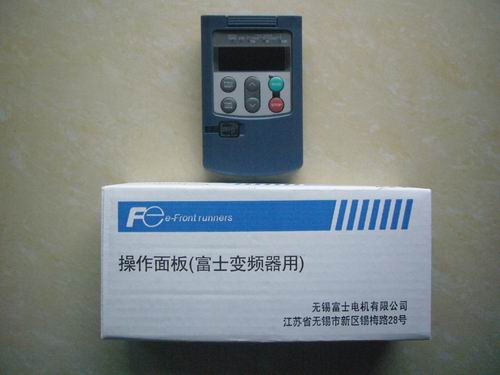 Fe e-Front runners
操作面板(富士变频器用)
无锡富士电机有限公司
江苏省无锡市新区锡梅路28号